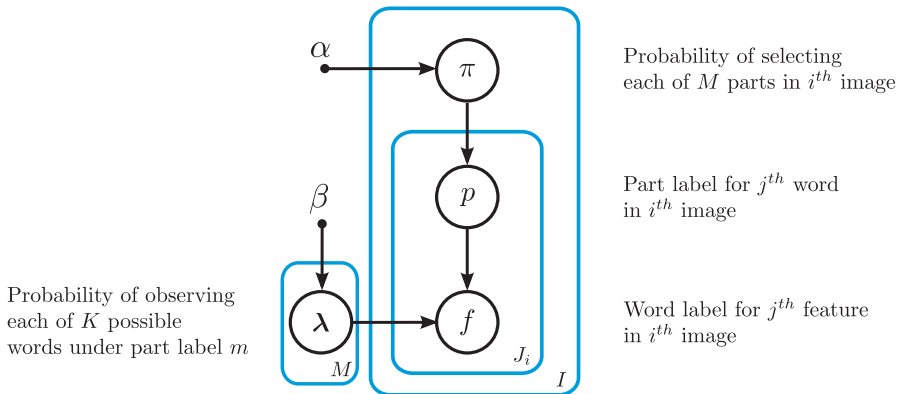 α
π
Probability of selecting
each of M parts in i^{th} image
β
p
Part label for j^{th} word
in i^{th} image
Probability of observing
each of K possible
words under part label m
λ
f
Word label for j^{th} feature
in i^{th} image
M
J_i
I